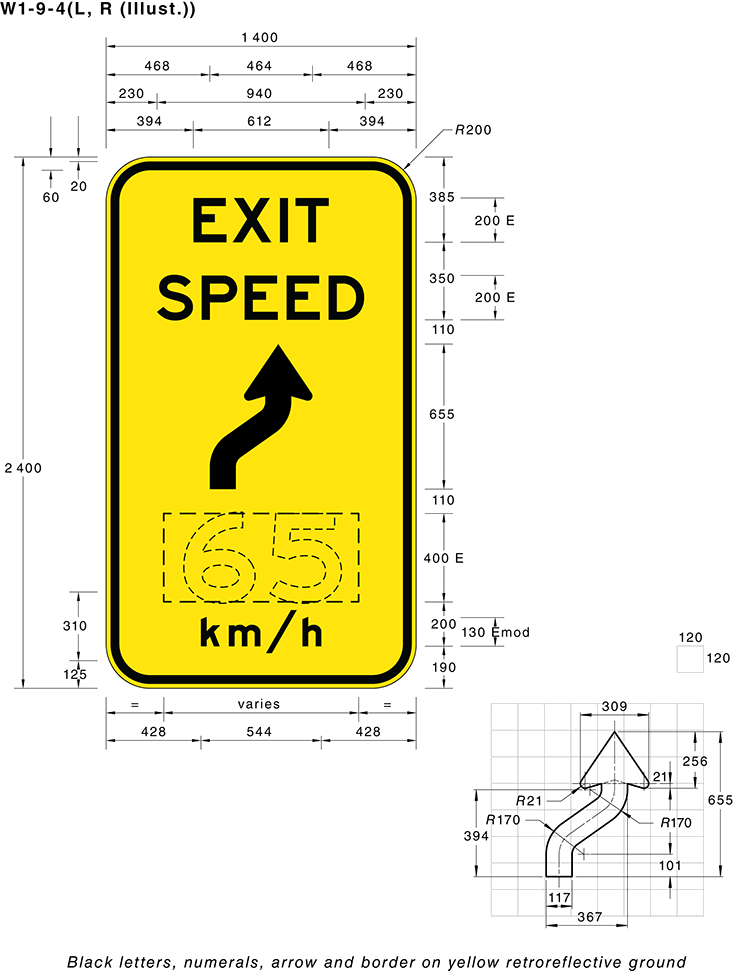 W1-9-4(L, R (Illust.))
1 400
468 464 468
230 940 230
394 612 394
R200
60
20
385
200 E
EXIT
350
200 E
SPEED
110
655
2 400
110
65
400 E
310
200
130 Emod
km/h
125
190
= varies =
428 544 428
120
120
309
256
21
655
R21
R170
R170
394
101
117
367
Black letters, numerals, arrow and border on yellow retroreflective ground